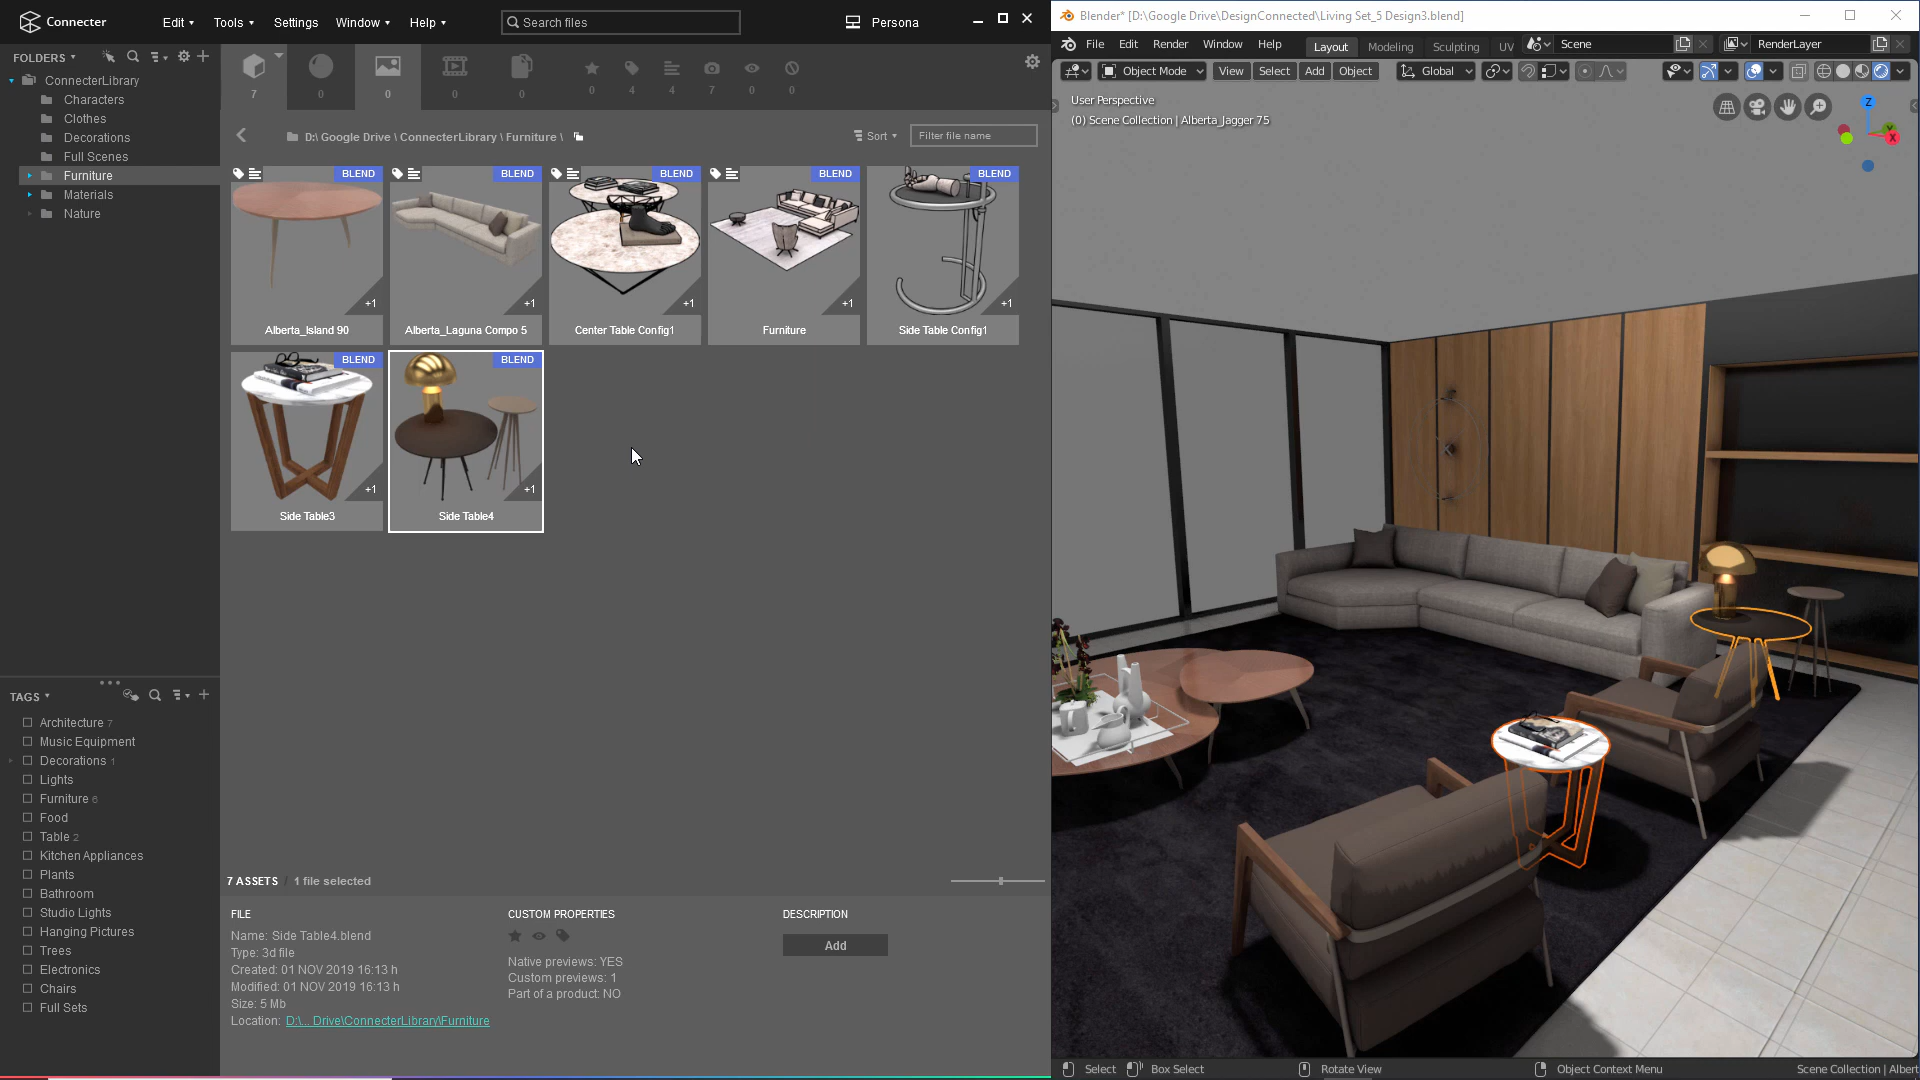 Connecter
Edit
Tools
Settings
Window
Help
Search files
Persona
FOLDERS
ConnecterLibrary
Characters
Clothes
Decorations
Full Scenes
Furniture
Materials
Nature
7
0
0
0
0
0
4
4
7
0
0
D:\ Google Drive \ ConnecterLibrary \ Furniture \
Sort
Filter file name
BLEND
+1
Alberta_Island 90
BLEND
+1
Alberta_Laguna Compo 5
BLEND
+1
Center Table Config1
BLEND
+1
Furniture
BLEND
+1
Side Table Config1
BLEND
+1
Side Table3
BLEND
+1
Side Table4
TAGS
Architecture 7
Music Equipment
Decorations 1
Lights
Furniture 6
Food
Table 2
Kitchen Appliances
Plants
Bathroom
Studio Lights
Hanging Pictures
Trees
Electronics
Chairs
Full Sets
7 ASSETS / 1 file selected
FILE
Name: Side Table4.blend
Type: 3d file
Created: 01 NOV 2019 16:13 h
Modified: 01 NOV 2019 16:13 h
Size: 5 Mb
Location: D:\... Drive\ConnecterLibrary\Furniture
CUSTOM PROPERTIES
Native previews: YES
Custom previews: 1
Part of a product: NO
DESCRIPTION
Add
Blender* [D:\Google Drive\DesignConnected\Living Set_5 Design3.blend]
File
Edit
Render
Window
Help
Layout
Modeling
Sculpting
UV
Scene
RenderLayer
Object Mode
View
Select
Add
Object
Global
User Perspective
(0) Scene Collection | Alberta_Jagger 75
Z
Y
X
Select
Box Select
Rotate View
Object Context Menu
Scene Collection | Albert